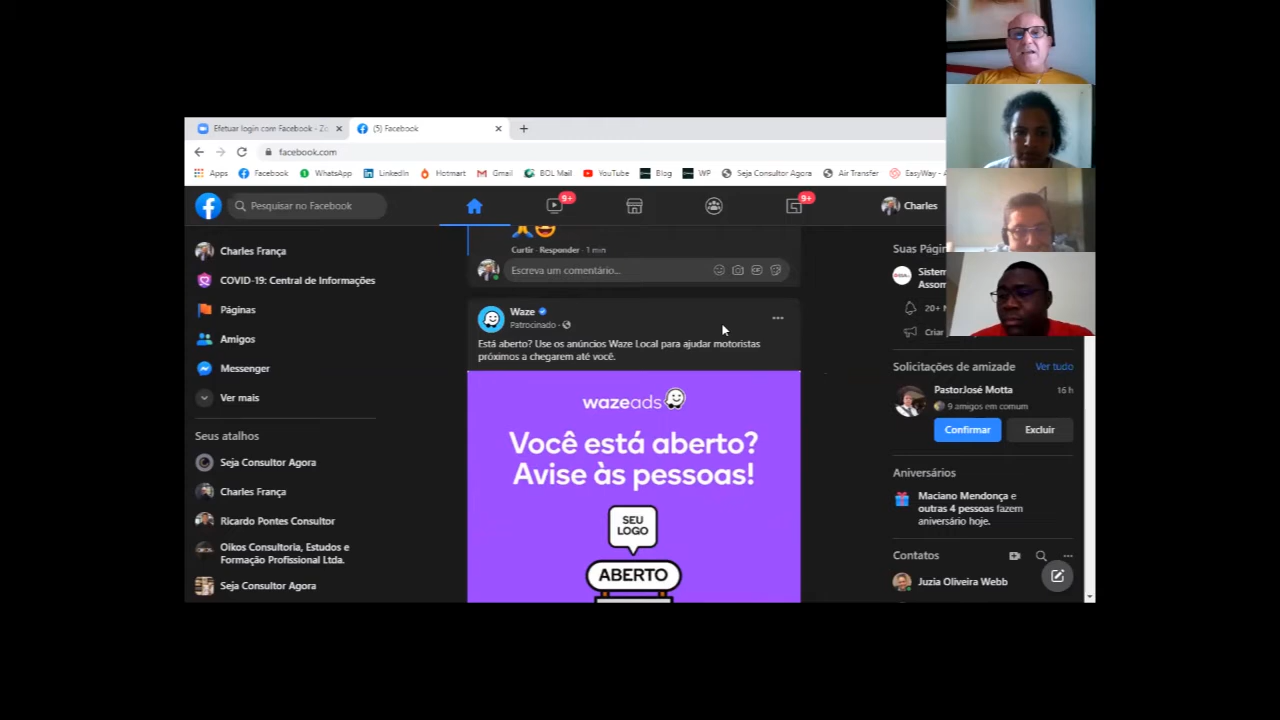 Efetuar login com Facebook - Zo
(5) Facebook
facebook.com
Apps
Facebook
WhatsApp
LinkedIn
Hotmart
Gmail
BOL Mail
YouTube
Blog
WP
Seja Consultor Agora
Air Transfer
EasyWay - A
Pesquisar no Facebook
9+
9+
Charles
Charles França
COVID-19: Central de Informações
Páginas
Amigos
Messenger
Ver mais
Seus atalhos
Seja Consultor Agora
Charles França
Ricardo Pontes Consultor
Oikos Consultoria, Estudos e
Formação Profissional Ltda.
Seja Consultor Agora
Curtir · Responder · 1 min
Escreva um comentário...
GIF
Waze
Patrocinado ·
Está aberto? Use os anúncios Waze Local para ajudar motoristas
próximos a chegarem até você.
wazeads
Você está aberto?
Avise às pessoas!
SEU
LOGO
ABERTO
Suas Págin
Sistem
Assom
20+ N
Criar
Solicitações de amizade
Ver tudo
PastorJosé Motta
16 h
9 amigos em comum
Confirmar
Excluir
Aniversários
Maciano Mendonça e
outras 4 pessoas fazem
aniversário hoje.
Contatos
Juzia Oliveira Webb